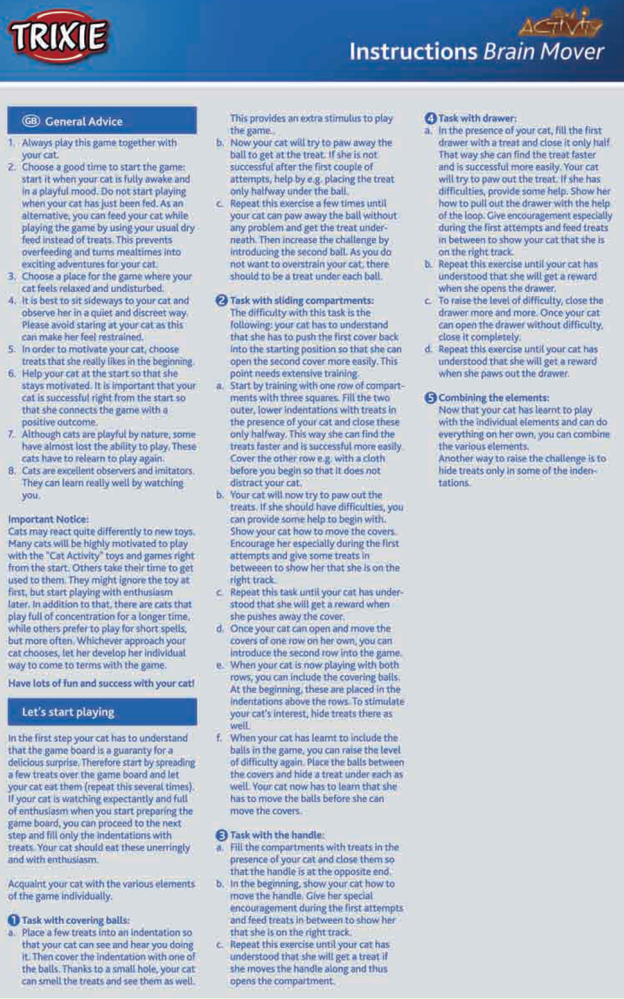 TRIXIE
ACTIVITY
Instructions Brain Mover
GB General Advice
1. Always play this game together with
your cat.
2. Choose a good time to start the game:
start it when your cat is fully awake and
in a playful mood. Do not start playing
when your cat has just been fed. As an
alternative, you can feed your cat while
playing the game by using your usual dry
feed instead of treats. This prevents
overfeeding and turns mealtimes into
exciting adventures for your cat.
3. Choose a place for the game where your
cat feels relaxed and undisturbed.
4. It is best to sit sideways to your cat and
observe her in a quiet and discreet way.
Please avoid staring at your cat as this
can make her feel restrained.
5. In order to motivate your cat, choose
treats that she really likes in the beginning.
6. Help your cat at the start so that she
stays motivated. It is important that your
cat is successful right from the start so
that she connects the game with a
positive outcome.
7. Although cats are playful by nature, some
have almost lost the ability to play. These
cats have to relearn to play again.
8. Cats are excellent observers and imitators.
They can learn really well by watching
you.
Important Notice:
Cats may react quite differently to new toys.
Many cats will be highly motivated to play
with the "Cat Activity" toys and games right
from the start. Others take their time to get
used to them. They might ignore the toy at
first, but start playing with enthusiasm
later. In addition to that, there are cats that
play full of concentration for a longer time,
while others prefer to play for short spells,
but more often. Whichever approach your
cat chooses, let her develop her individual
way to come to terms with the game.
Have lots of fun and success with your cat!
Let's start playing
In the first step your cat has to understand
that the game board is a guaranty for a
delicious surprise. Therefore start by spreading
a few treats over the game board and let
your cat eat them (repeat this several times).
If your cat is watching expectantly and full
of enthusiasm when you start preparing the
game board, you can proceed to the next
step and fill only the indentations with
treats. Your cat should eat these unerringly
and with enthusiasm.
Acquaint your cat with the various elements
of the game individually.
1 Task with covering balls:
a. Place a few treats into an indentation so
that your cat can see and hear you doing
it. Then cover the indentation with one of
the balls. Thanks to a small hole, your cat
can smell the treats and see them as well.
This provides an extra stimulus to play
the game.
b. Now your cat will try to paw away the
ball to get at the treat. If she is not
successful after the first couple of
attempts, help by e.g. placing the treat
only halfway under the ball.
c. Repeat this exercise a few times until
your cat can paw away the ball without
any problem and get the treat under-
neath. Then increase the challenge by
introducing the second ball. As you do
not want to overstrain your cat, there
should to be a treat under each ball.
2 Task with sliding compartments:
The difficulty with this task is the
following: your cat has to understand
that she has to push the first cover back
into the starting position so that she can
open the second cover more easily. This
point needs extensive training.
a. Start by training with one row of compart-
ments with three squares. Fill the two
outer, lower indentations with treats in
the presence of your cat and close these
only halfway. This way she can find the
treats faster and is successful more easily.
Cover the other row e.g. with a cloth
before you begin so that it does not
distract your cat.
b. Your cat will now try to paw out the
treats. If she should have difficulties, you
can provide some help to begin with.
Show your cat how to move the covers.
Encourage her especially during the first
attempts and give some treats in
betweeen to show her that she is on the
right track.
c. Repeat this task until your cat has under-
stood that she will get a reward when
she pushes away the cover.
d. Once your cat can open and move the
covers of one row on her own, you can
introduce the second row into the game.
e. When your cat is now playing with both
rows, you can include the covering balls.
At the beginning, these are placed in the
indentations above the rows. To stimulate
your cat's interest, hide treats there as
well.
f. When your cat has learnt to include the
balls in the game, you can raise the level
of difficulty again. Place the balls between
the covers and hide a treat under each as
well. Your cat now has to learn that she
has to move the balls before she can
move the covers.
3 Task with the handle:
a. Fill the compartments with treats in the
presence of your cat and close them so
that the handle is at the opposite end.
b. In the beginning, show your cat how to
move the handle. Give her special
encouragement during the first attempts
and feed treats in between to show her
that she is on the right track.
c. Repeat this exercise until your cat has
understood that she will get a treat if
she moves the handle along and thus
opens the compartment.
4 Task with drawer:
a. In the presence of your cat, fill the first
drawer with a treat and close it only half.
That way she can find the treat faster
and is successful more easily. Your cat
will try to paw out the treat. If she has
difficulties, provide some help. Show her
how to pull out the drawer with the help
of the loop. Give encouragement especially
during the first attempts and feed treats
in between to show your cat that she is
on the right track.
b. Repeat this exercise until your cat has
understood that she will get a reward
when she opens the drawer.
c. To raise the level of difficulty, close the
drawer more and more. Once your cat
can open the drawer without difficulty,
close it completely.
d. Repeat this exercise until your cat has
understood that she will get a reward
when she paws out the drawer.
5 Combining the elements:
Now that your cat has learnt to play
with the individual elements and can do
everything on her own, you can combine
the various elements.
Another way to raise the challenge is to
hide treats only in some of the inden-
tations.